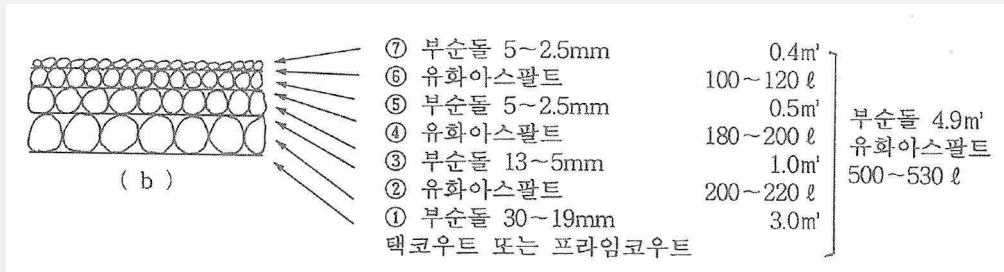 ⑦ 부순돌 5~2.5mm 0.4㎥
⑥ 유화아스팔트 100~120 ℓ
⑤ 부순돌 5~2.5mm 0.5㎥
④ 유화아스팔트 180~200 ℓ
③ 부순돌 13~5mm 1.0㎥
② 유화아스팔트 200~220 ℓ
① 부순돌 30~19mm 3.0㎥
택코우트 또는 프라임코우트
부순돌 4.9㎥
유화아스팔트
500~530 ℓ
( b )